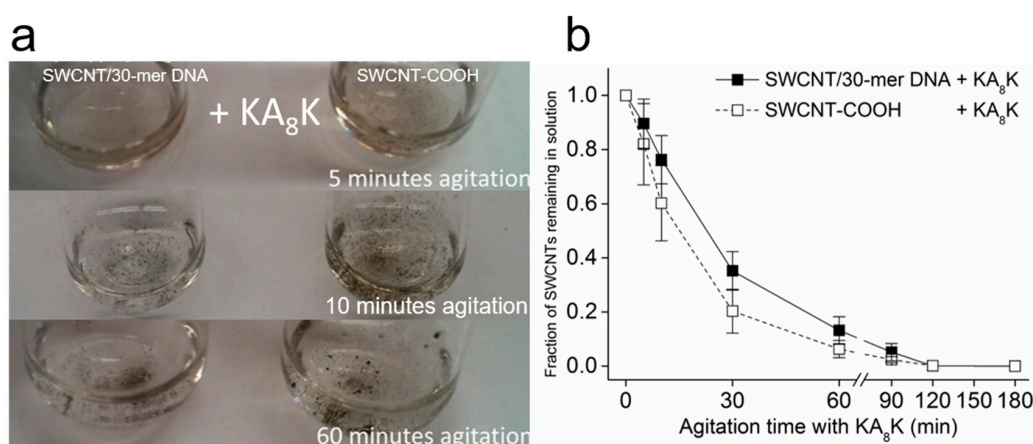 a
SWCNT/30-mer DNA
SWCNT-COOH
+ KA₈K
5 minutes agitation
10 minutes agitation
60 minutes agitation
b
SWCNT/30-mer DNA + KA₈K
SWCNT-COOH + KA₈K
Fraction of SWCNTs remaining in solution
1.0
0.8
0.6
0.4
0.2
0.0
0 30 60 90 120 150 180
Agitation time with KA₈K (min)